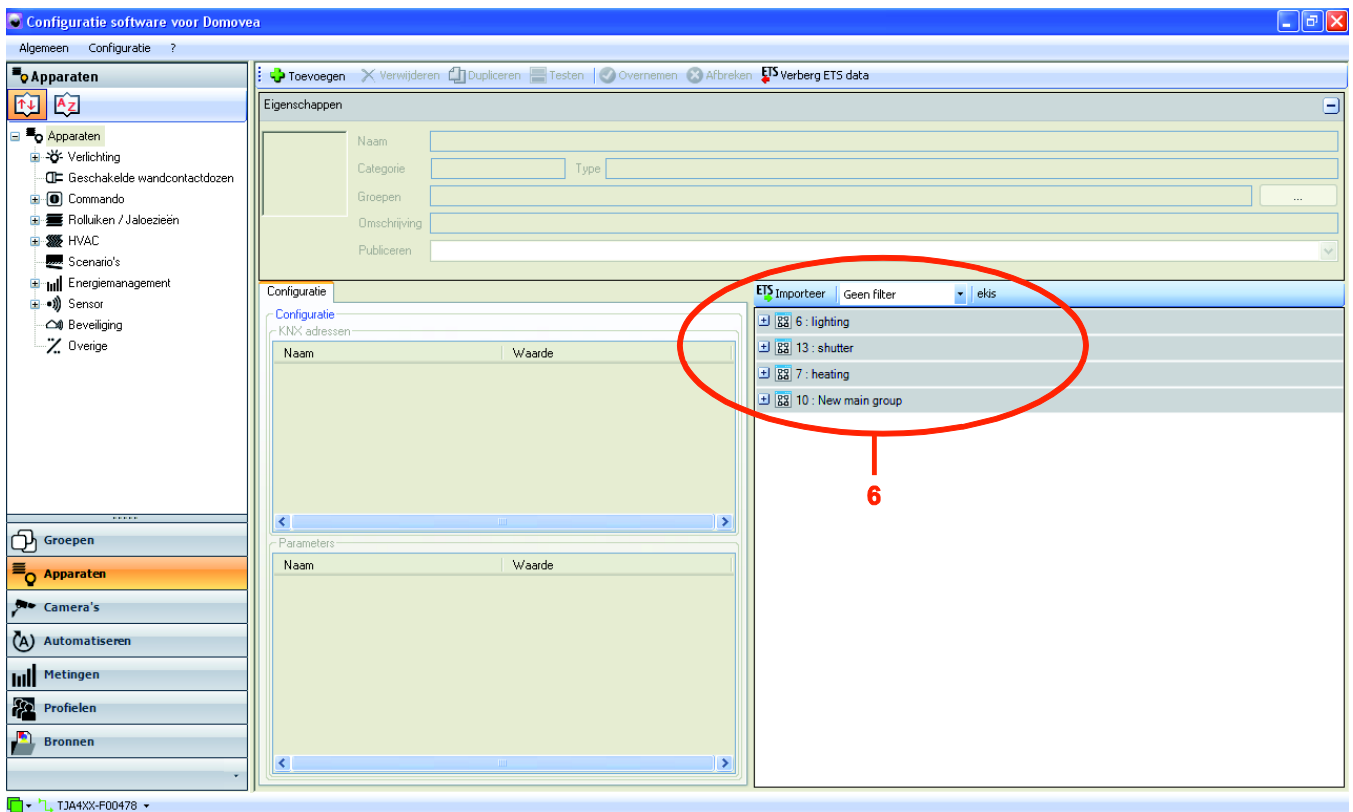 Configuratie software voor Domovea
Algemeen Configuratie ?
Apparaten
Toevoegen Verwijderen Dupliceren Testen Overnemen Afbreken ETS Verberg ETS data
AZ
Eigenschappen
Naam
Categorie Type
Groepen ...
Omschrijving
Publiceren
Apparaten
Verlichting
Geschakelde wandcontactdozen
Commando
Rolluiken / Jaloezieën
HVAC
Scenario's
Energiemanagement
Sensor
Beveiliging
Overige
Configuratie
Configuratie
KNX adressen
Naam Waarde
Parameters
Naam Waarde
ETS Importeer Geen filter ekis
6 : lighting
13 : shutter
7 : heating
10 : New main group
6
Groepen
Apparaten
Camera's
Automatiseren
Metingen
Profielen
Bronnen
TJA4XX-F00478